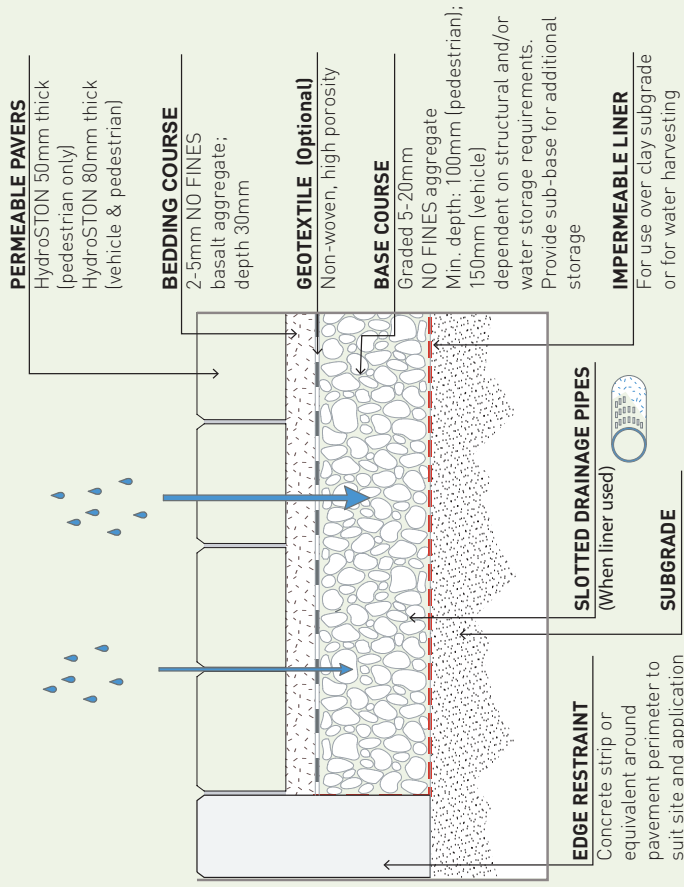 PERMEABLE PAVERS
HydroSTON 50mm thick
(pedestrian only)
HydroSTON 80mm thick
(vehicle & pedestrian)
BEDDING COURSE
2-5mm NO FINES
basalt aggregate;
depth 30mm
GEOTEXTILE (Optional)
Non-woven, high porosity
BASE COURSE
Graded 5-20mm
NO FINES aggregate
Min. depth: 100mm (pedestrian);
150mm (vehicle)
dependent on structural and/or
water storage requirements.
Provide sub-base for additional
storage
IMPERMEABLE LINER
For use over clay subgrade
or for water harvesting
SLOTTED DRAINAGE PIPES
(When liner used)
SUBGRADE
EDGE RESTRAINT
Concrete strip or
equivalent around
pavement perimeter to
suit site and application